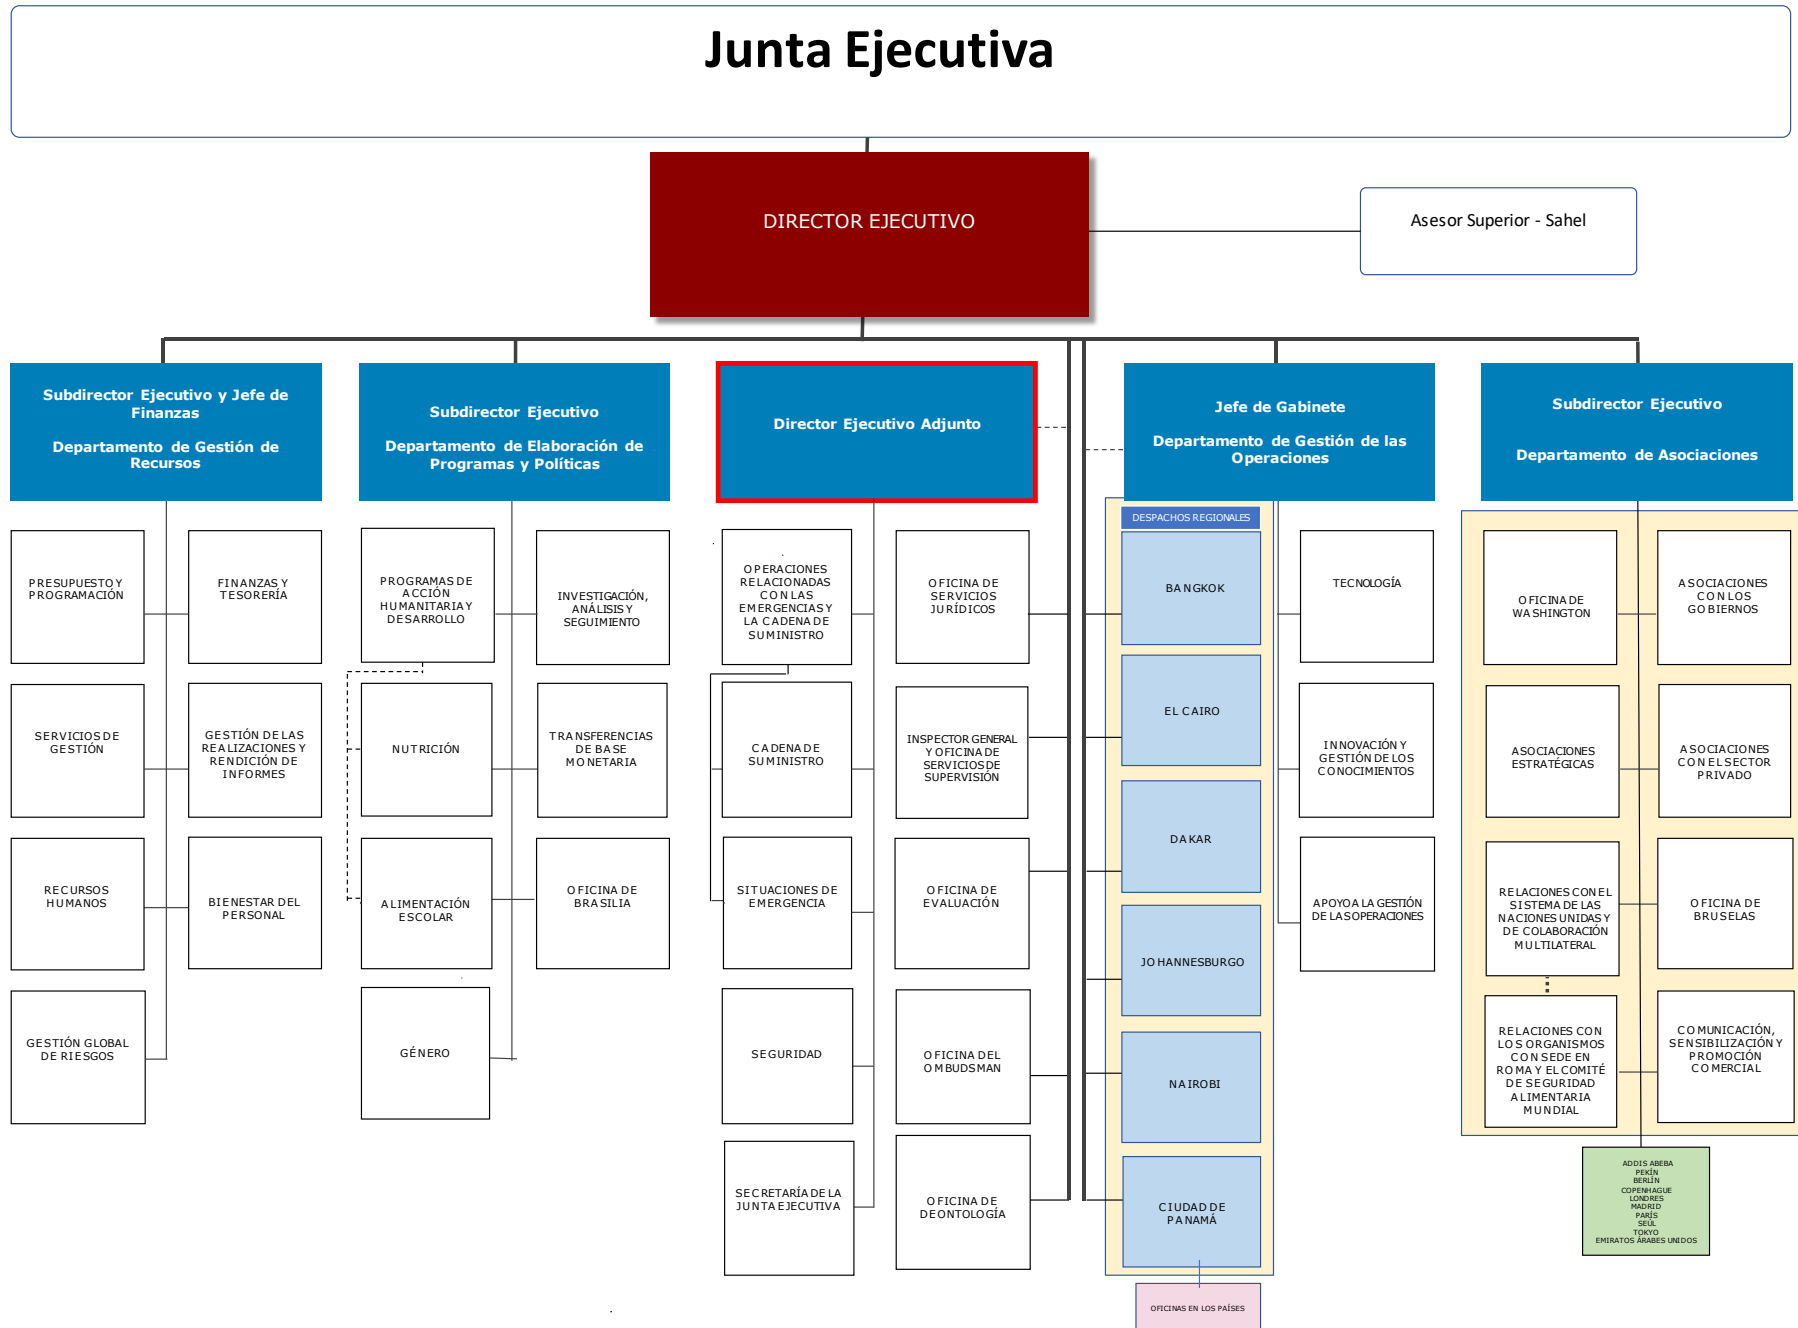 Junta Ejecutiva
DIRECTOR EJECUTIVO
Asesor Superior - Sahel
Subdirector Ejecutivo y Jefe de
Finanzas
Departamento de Gestión de
Recursos
Subdirector Ejecutivo
Departamento de Elaboración de
Programas y Políticas
Director Ejecutivo Adjunto
Jefe de Gabinete
Departamento de Gestión de las
Operaciones
Subdirector Ejecutivo
Departamento de Asociaciones
PRESUPUESTO Y
PROGRAMACIÓN
FINANZAS Y
TESORERÍA
SERVICIOS DE
GESTIÓN
GESTIÓN DE LAS
REALIZACIONES Y
RENDICIÓN DE
INFORMES
RECURSOS
HUMANOS
BIENESTAR DEL
PERSONAL
GESTIÓN GLOBAL
DE RIESGOS
PROGRAMAS DE
ACCIÓN
HUMANITARIA Y
DESARROLLO
INVESTIGACIÓN,
ANÁLISIS Y
SEGUIMIENTO
NUTRICIÓN
TRANSFERENCIAS
DE BASE
MONETARIA
ALIMENTACIÓN
ESCOLAR
OFICINA DE
BRASILIA
GÉNERO
OPERACIONES
RELACIONADAS
CON LAS
EMERGENCIAS Y
LA CADENA DE
SUMINISTRO
OFICINA DE
SERVICIOS
JURÍDICOS
CADENA DE
SUMINISTRO
INSPECTOR GENERAL
Y OFICINA DE
SERVICIOS DE
SUPERVISIÓN
SITUACIONES DE
EMERGENCIA
OFICINA DE
EVALUACIÓN
SEGURIDAD
OFICINA DEL
OMBUDSMAN
SECRETARÍA DE LA
JUNTA EJECUTIVA
OFICINA DE
DEONTOLOGÍA
DESPACHOS REGIONALES
BANGKOK
EL CAIRO
DAKAR
JOHANNESBURGO
NAIROBI
CIUDAD DE
PANAMÁ
OFICINAS EN LOS PAÍSES
TECNOLOGÍA
INNOVACIÓN Y
GESTIÓN DE LOS
CONOCIMIENTOS
APOYO A LA GESTIÓN
DE LAS OPERACIONES
OFICINA DE
WASHINGTON
ASOCIACIONES
CON LOS
GOBIERNOS
ASOCIACIONES
ESTRATÉGICAS
ASOCIACIONES
CON EL SECTOR
PRIVADO
RELACIONES CON EL
SISTEMA DE LAS
NACIONES UNIDAS Y
DE COLABORACIÓN
MULTILATERAL
OFICINA DE
BRUSELAS
RELACIONES CON
LOS ORGANISMOS
CON SEDE EN
ROMA Y EL COMITÉ
DE SEGURIDAD
ALIMENTARIA
MUNDIAL
COMUNICACIÓN,
SENSIBILIZACIÓN Y
PROMOCIÓN
COMERCIAL
ADDIS ABEBA
PEKÍN
BERLÍN
COPENHAGUE
LONDRES
MADRID
PARÍS
SEÚL
TOKYO
EMIRATOS ÁRABES UNIDOS